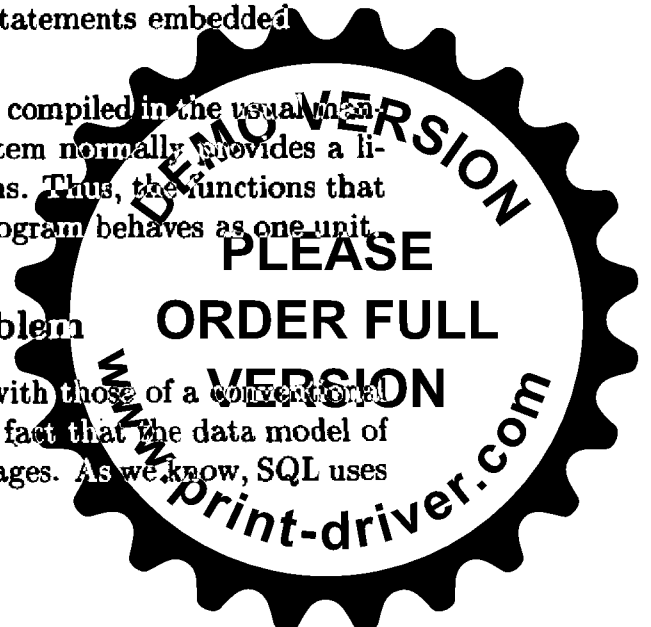 tatements embedded
compiled in the usual man-
tem normally provides a li-
ns. Thus, the functions that
ogram behaves as one unit.
blem
with those of a conventional
fact that the data model of
ages. As we know, SQL uses
DEMO VERSION
PLEASE
ORDER FULL
VERSION
www.print-driver.com